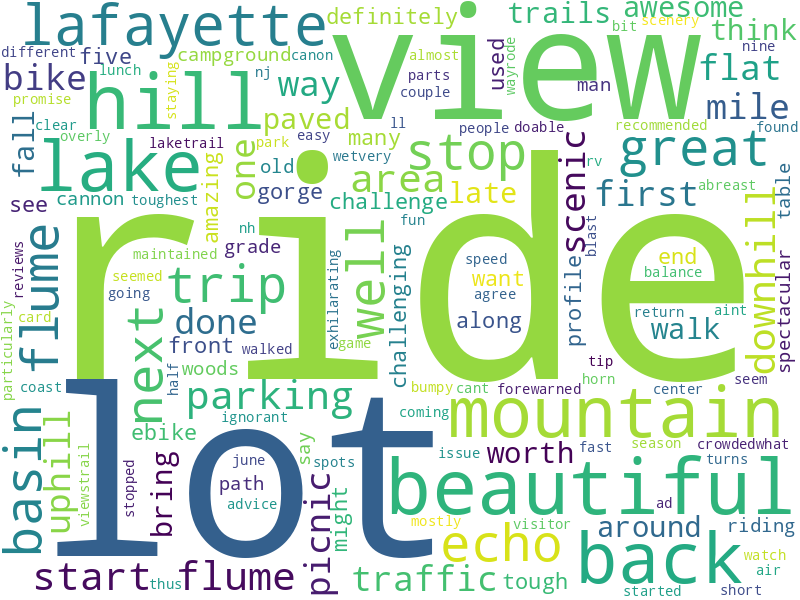 lafayette
view
definitely
trails
awesome
bit
scenery
think
different
five
campground
canon
almost
used
wayrode
flat
bike
lunch
nj
way
parts
couple
man
nine
mile
promise
staying
hill
paved
many
ll
people
doable
recommended
found
fall
clear
overly
laketrail
park
easy
wetvery
stop
great
lake
amazing
one
old
gorge
area
late
scenic
rv
first
abreast
table
see
cannon
toughest
challenge
fun
blast
downhill
reviews
flume
nh
grade
well
ride
speed
want
agree
end
balance
spectacular
maintained
seemed
going
trip
exhilarating
challenging
along
profile
return
aint
walk
particularly
card
next
done
front
walked
game
tip
seem
coast
half
woods
parking
bumpy
cant
forewarned
horn
center
basin
uphill
lot
ebike
ignorant
coming
mountain
viewstrail
stopped
bring
june
path
advice
say
spots
issue
worth
fast
season
crowdedwhat
turns
picnic
might
beautiful
ad
mostly
echo
visitor
around
riding
watch
air
start
thus
flume
traffic
tough
back
started
short